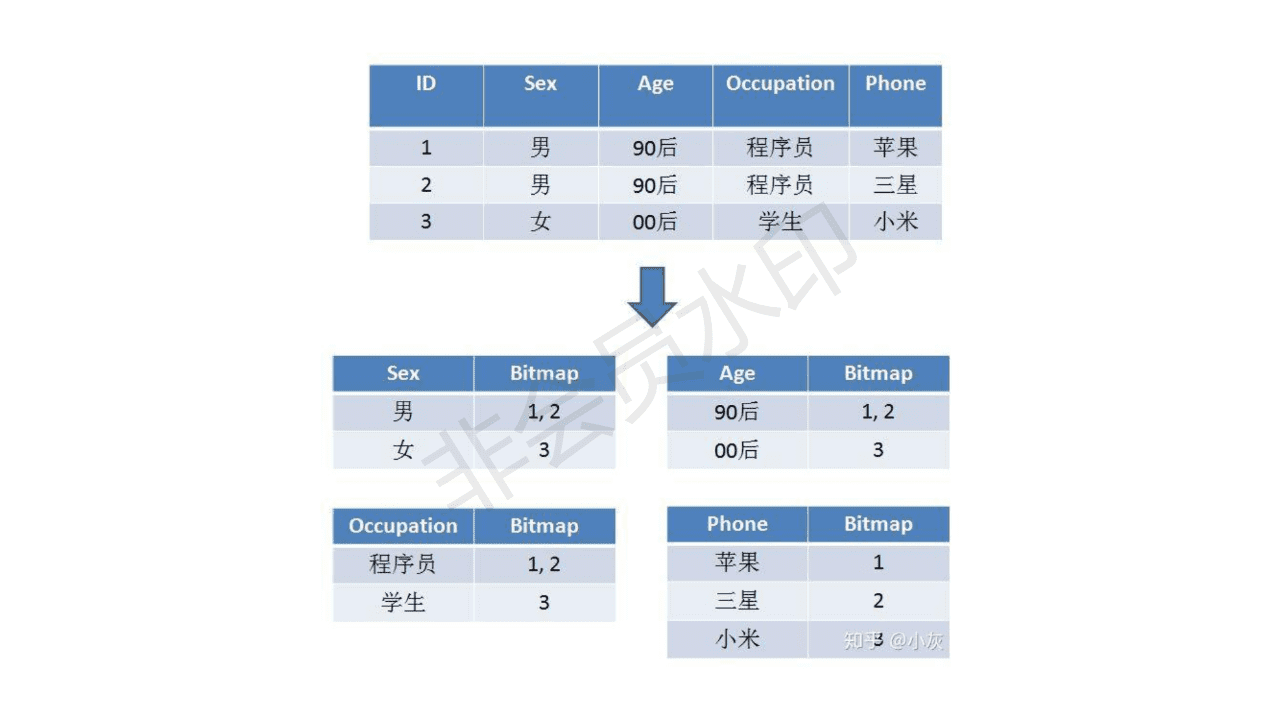 ID Sex Age Occupation Phone
1 男 90后 程序员 苹果
2 男 90后 程序员 三星
3 女 00后 学生 小米
非会员水印
Sex Bitmap
男 1, 2
女 3
Age Bitmap
90后 1, 2
00后 3
Occupation Bitmap
程序员 1, 2
学生 3
Phone Bitmap
苹果 1
三星 2
小米 3
知乎 @小灰